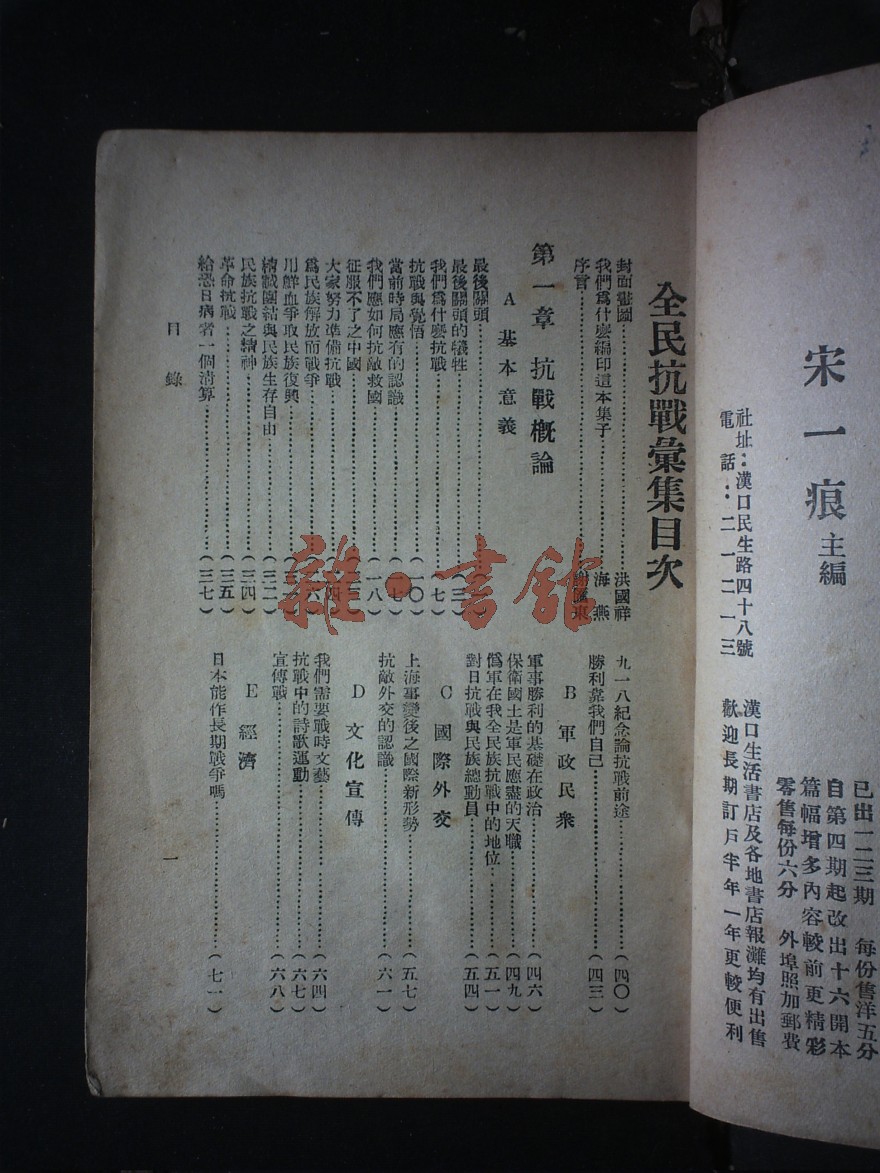 宋一痕 主編
社址：漢口民生路四十八號
電話：二一二一三
已出一二三期 每份售洋五分
自第四期起改出十六開本
篇幅增多內容較前更精彩
零售每份六分 外埠照加郵費
漢口生活書店及各地書店報灘均有出售
歡迎長期訂戶半年一年更較便利
全民抗戰彙集目次
封面畫圖……洪國祥
我們爲什麽編印這本集子……海燕
序言……謝匯東
第一章 抗戰概論
A 基本意義
最後關頭……
最後關頭的犧牲……（三）
我們爲什麽抗戰……（七）
抗戰與覺悟……（一〇）
當前時局應有的認識……
我們應如何抗敵救國……（一八）
征服不了之中國……
大家努力準備抗戰……
爲民族解放而戰爭……
用鮮血爭取民族復興……
精誠團結與民族生存自由……（三二）
民族抗戰之精神……（三四）
革命抗戰……（三五）
給恐日病者一個清算……（三七）
九一八紀念論抗戰前途……（四〇）
勝利靠我們自己……（四三）
B 軍政民衆
軍事勝利的基礎在政治……（四六）
保衛國土是軍民應盡的天職……（四九）
僞軍在我全民族抗戰中的地位……（五一）
對日抗戰與民族總動員……（五四）
C 國際外交
上海事變後之國際新形勢……（五七）
抗敵外交的認識……（六一）
D 文化宣傳
我們需要戰時文藝……（六四）
抗戰中的詩歌運動……（六七）
宣傳戰……（六八）
E 經濟
日本能作長期戰爭嗎……（七一）
目錄
一
雜·書館